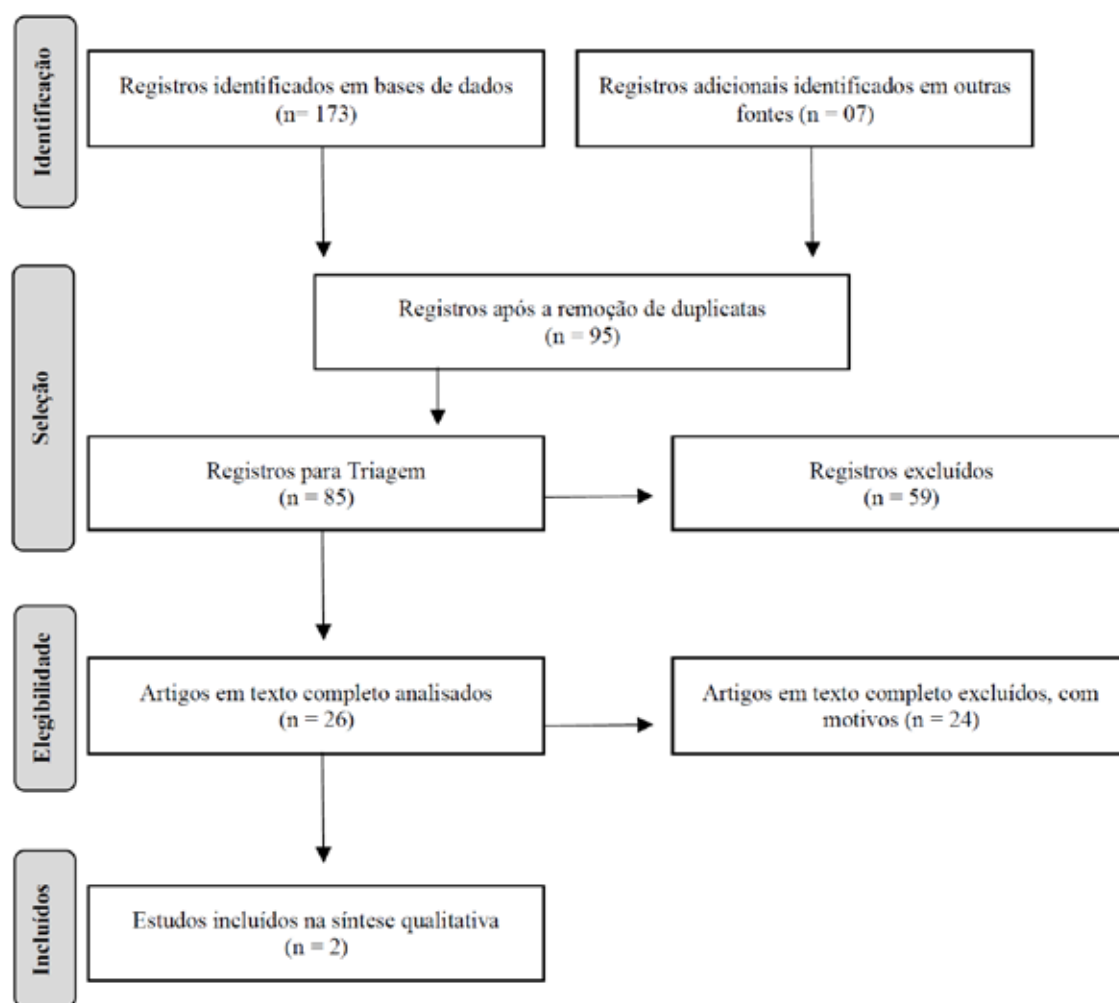 Identificação
Registros identificados em bases de dados
(n= 173)
Registros adicionais identificados em outras
fontes (n = 07)
Seleção
Registros após a remoção de duplicatas
(n = 95)
Registros para Triagem
(n = 85)
Registros excluídos
(n = 59)
Elegibilidade
Artigos em texto completo analisados
(n = 26)
Artigos em texto completo excluídos, com
motivos (n = 24)
Incluídos
Estudos incluídos na síntese qualitativa
(n = 2)